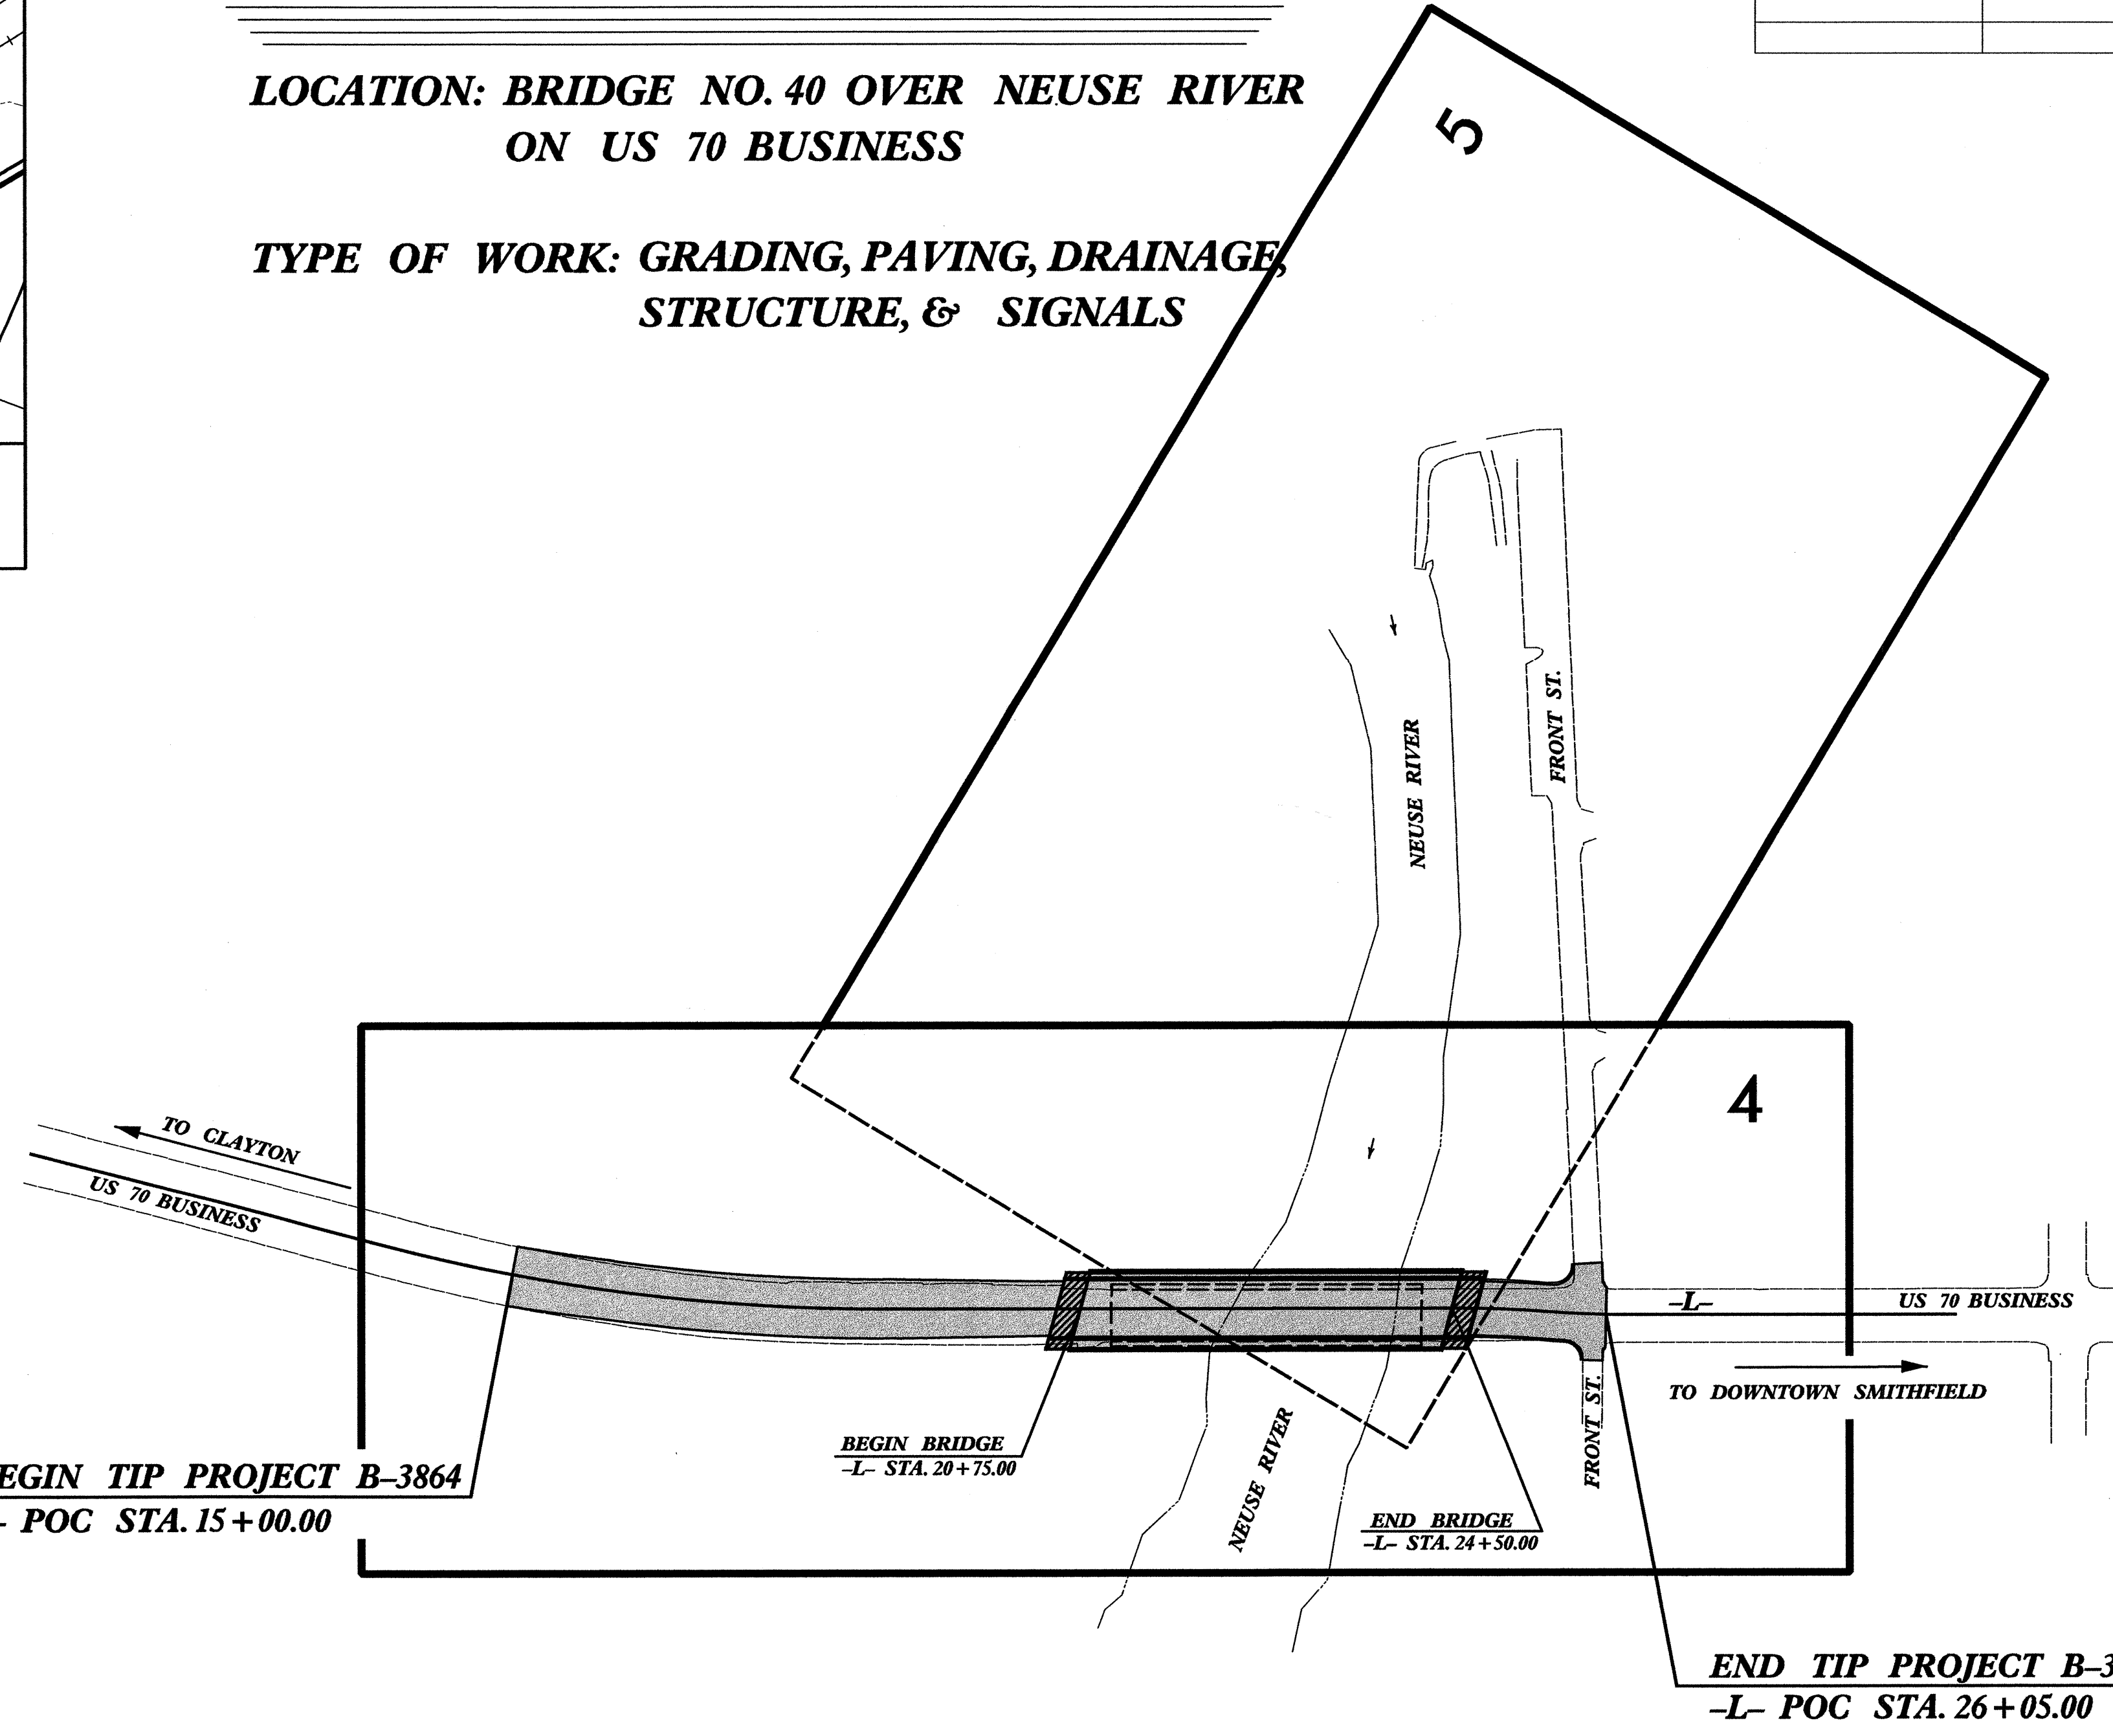 LOCATION: BRIDGE NO. 40 OVER NEUSE RIVER
ON US 70 BUSINESS
TYPE OF WORK: GRADING, PAVING, DRAINAGE,
STRUCTURE, & SIGNALS
5
NEUSE RIVER
FRONT ST.
4
TO CLAYTON
US 70 BUSINESS
–L–
US 70 BUSINESS
TO DOWNTOWN SMITHFIELD
FRONT ST.
BEGIN BRIDGE
–L– STA. 20+75.00
NEUSE RIVER
END BRIDGE
–L– STA. 24+50.00
EGIN TIP PROJECT B–3864
– POC STA. 15+00.00
END TIP PROJECT B–3
–L– POC STA. 26+05.00